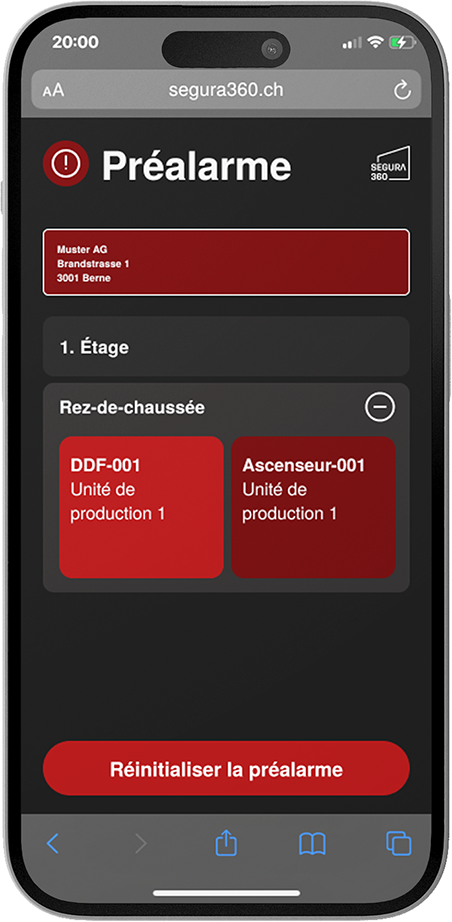 20:00
AA segura360.ch
Préalarme
SEGURA
360
Muster AG
Brandstrasse 1
3001 Berne
1. Étage
Rez-de-chaussée
DDF-001
Unité de
production 1
Ascenseur-001
Unité de
production 1
Réinitialiser la préalarme